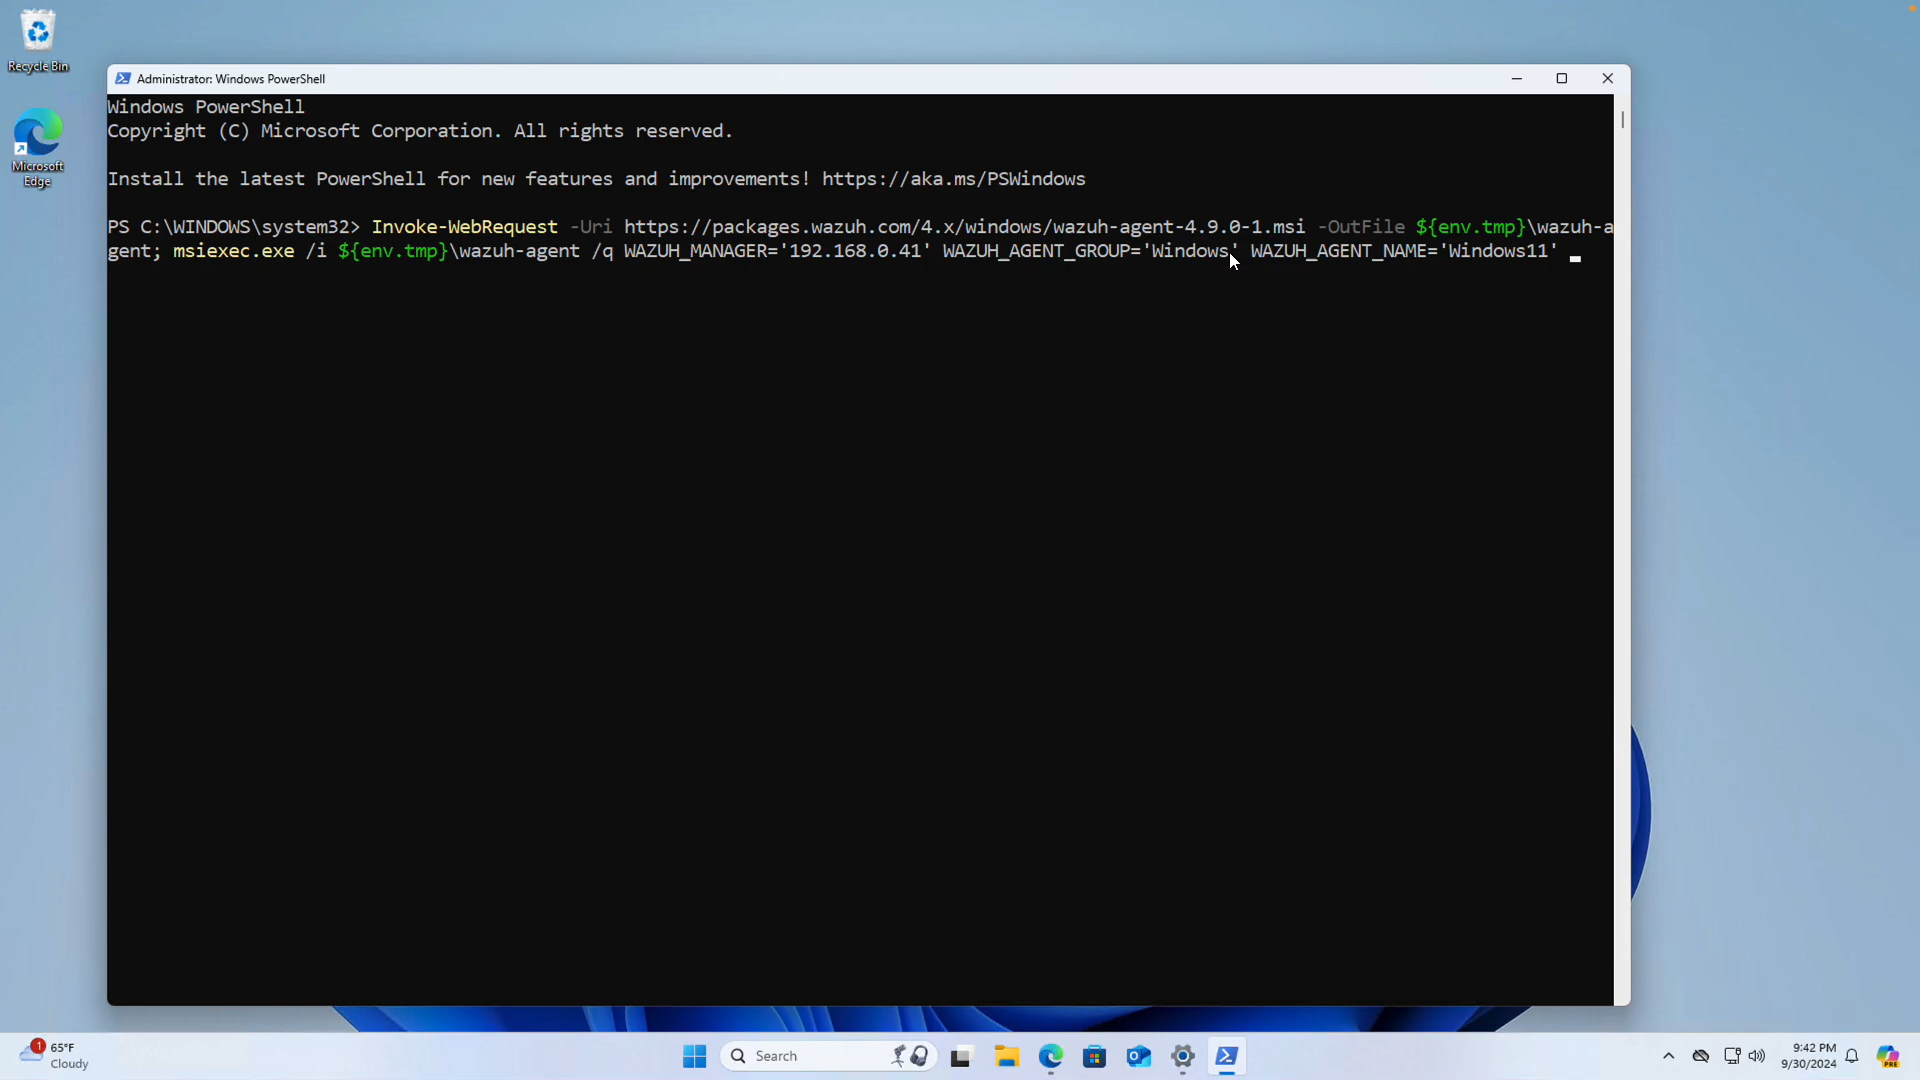 Recycle Bin
Microsoft
Edge
Administrator: Windows PowerShell
Windows PowerShell
Copyright (C) Microsoft Corporation. All rights reserved.
Install the latest PowerShell for new features and improvements! https://aka.ms/PSWindows
PS C:\WINDOWS\system32> Invoke-WebRequest -Uri https://packages.wazuh.com/4.x/windows/wazuh-agent-4.9.0-1.msi -OutFile ${env.tmp}\wazuh-a
gent; msiexec.exe /i ${env.tmp}\wazuh-agent /q WAZUH_MANAGER='192.168.0.41' WAZUH_AGENT_GROUP='Windows' WAZUH_AGENT_NAME='Windows11'
1
65°F
Cloudy
Search
9:42 PM
9/30/2024
PRE